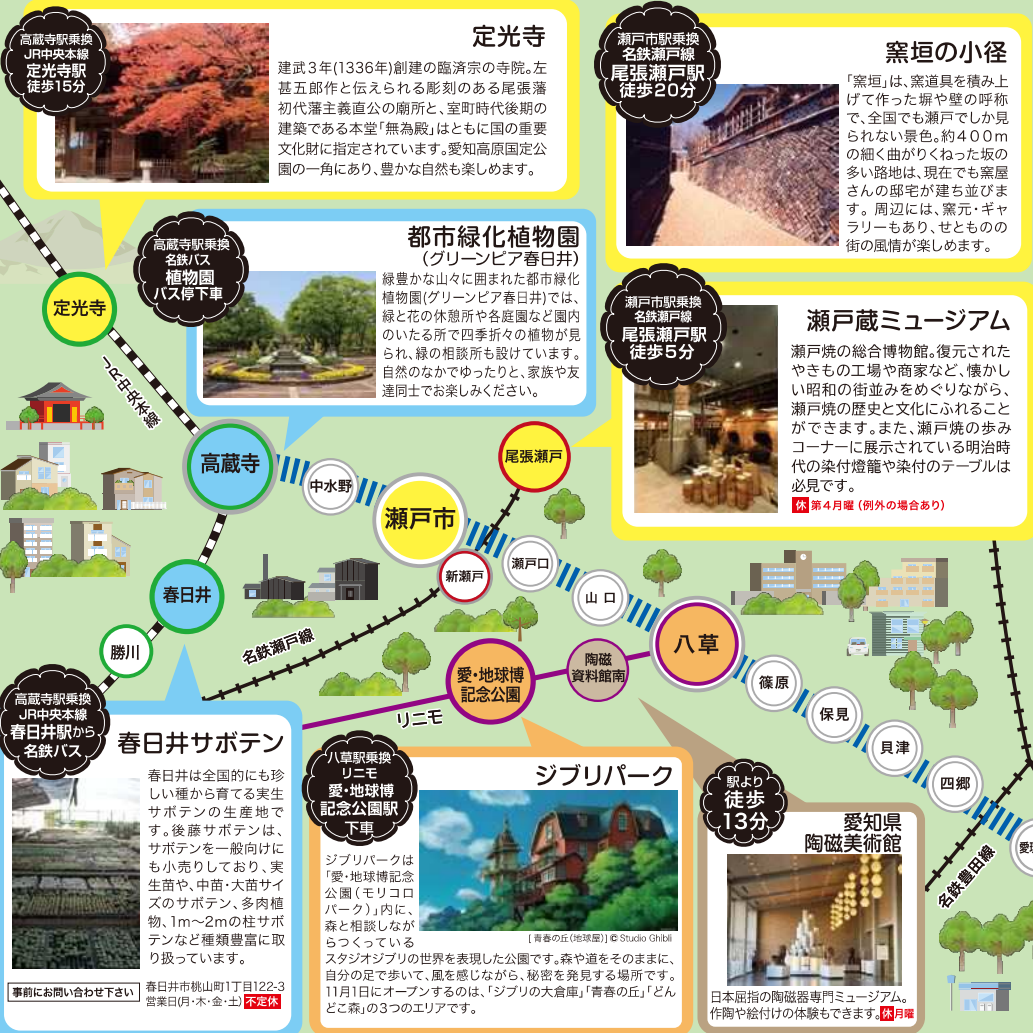 高蔵寺駅乗換
JR中央本線
定光寺駅
徒歩15分
定光寺
建武3年(1336年)創建の臨済宗の寺院。左
甚五郎作と伝えられる彫刻のある尾張藩
初代藩主義直公の廟所と、室町時代後期の
建築である本堂「無為殿」はともに国の重要
文化財に指定されています。愛知高原国定公
園の一角にあり、豊かな自然も楽しめます。
瀬戸市駅乗換
名鉄瀬戸線
尾張瀬戸駅
徒歩20分
窯垣の小径
「窯垣」は、窯道具を積み上
げて作った塀や壁の呼称
で、全国でも瀬戸でしか見
られない景色。約400m
の細く曲がりくねった坂の
多い路地は、現在でも窯屋
さんの邸宅が建ち並びま
す。周辺には、窯元・ギャ
ラリーもあり、せとものの
街の風情が楽しめます。
高蔵寺駅乗換
名鉄バス
植物園
バス停下車
都市緑化植物園
(グリーンピア春日井)
緑豊かな山々に囲まれた都市緑化
植物園(グリーンピア春日井)では、
緑と花の休憩所や各庭園など園内
のいたる所で四季折々の植物が見
られ、緑の相談所も設けています。
自然のなかでゆったりと、家族や友
達同士でお楽しみください。
瀬戸市駅乗換
名鉄瀬戸線
尾張瀬戸駅
徒歩5分
瀬戸蔵ミュージアム
瀬戸焼の総合博物館。復元された
やきもの工場や商家など、懐かし
い昭和の街並みをめぐりながら、
瀬戸焼の歴史と文化にふれること
ができます。また、瀬戸焼の歩み
コーナーに展示されている明治時
代の染付燈籠や染付のテーブルは
必見です。
休 第4月曜(例外の場合あり)
定光寺
JR中央本線
高蔵寺
中水野
瀬戸市
尾張瀬戸
新瀬戸
瀬戸口
山口
春日井
勝川
名鉄瀬戸線
愛・地球博
記念公園
陶磁
資料館南
八草
リニモ
篠原
保見
貝津
四郷
愛環
名鉄豊田線
高蔵寺駅乗換
JR中央本線
春日井駅から
名鉄バス
春日井サボテン
春日井は全国的にも珍
しい種から育てる実生
サボテンの生産地で
す。後藤サボテンは、
サボテンを一般向けに
も小売りしており、実
生苗や、中苗・大苗サイ
ズのサボテン、多肉植
物、1m〜2mの柱サボ
テンなど種類豊富に取
り扱っています。
事前にお問い合わせ下さい
春日井市桃山町1丁目122-3
営業日(月・木・金・土) 不定休
八草駅乗換
リニモ
愛・地球博
記念公園駅
下車
ジブリパーク
[青春の丘(地球屋)]© Studio Ghibli
ジブリパークは
「愛・地球博記念
公園(モリコロ
パーク)」内に、
森と相談しなが
らつくっている
スタジオジブリの世界を表現した公園です。森や道をそのままに、
自分の足で歩いて、風を感じながら、秘密を発見する場所です。
11月1日にオープンするのは、「ジブリの大倉庫」「青春の丘」「どん
どこ森」の3つのエリアです。
駅より
徒歩
13分
愛知県
陶磁美術館
日本屈指の陶磁器専門ミュージアム。
作陶や絵付けの体験もできます。休 月曜